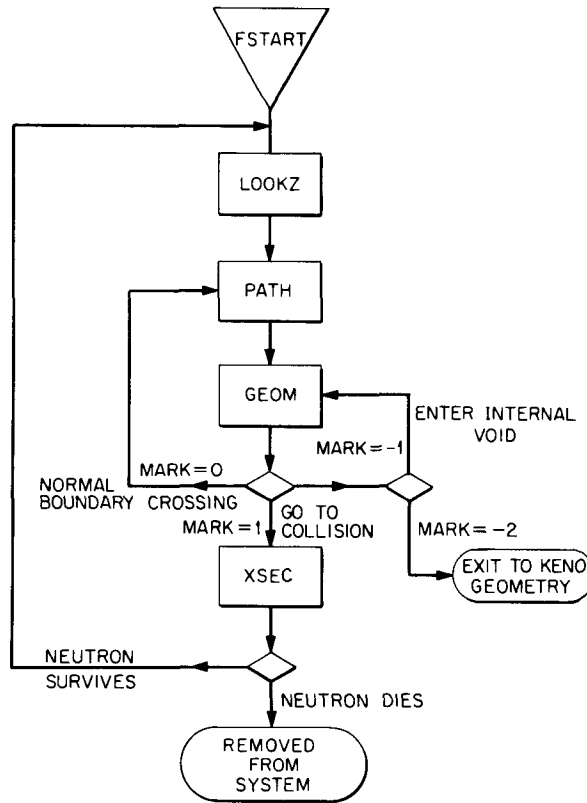 FSTART
LOOKZ
PATH
GEOM
ENTER INTERNAL
VOID
MARK=-1
MARK=0
NORMAL
BOUNDARY CROSSING
GO TO
COLLISION
MARK=1
MARK=-2
XSEC
EXIT TO KENO
GEOMETRY
NEUTRON
SURVIVES
NEUTRON DIES
REMOVED
FROM
SYSTEM